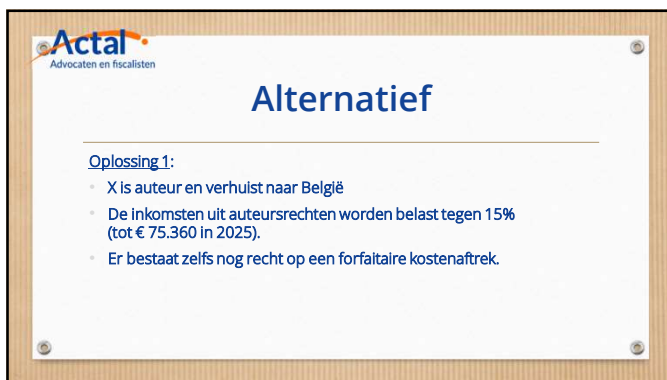 Actal
Advocaten en fiscalisten
Alternatief
Oplossing 1:
X is auteur en verhuist naar België
De inkomsten uit auteursrechten worden belast tegen 15%
(tot € 75.360 in 2025).
Er bestaat zelfs nog recht op een forfaitaire kostenaftrek.